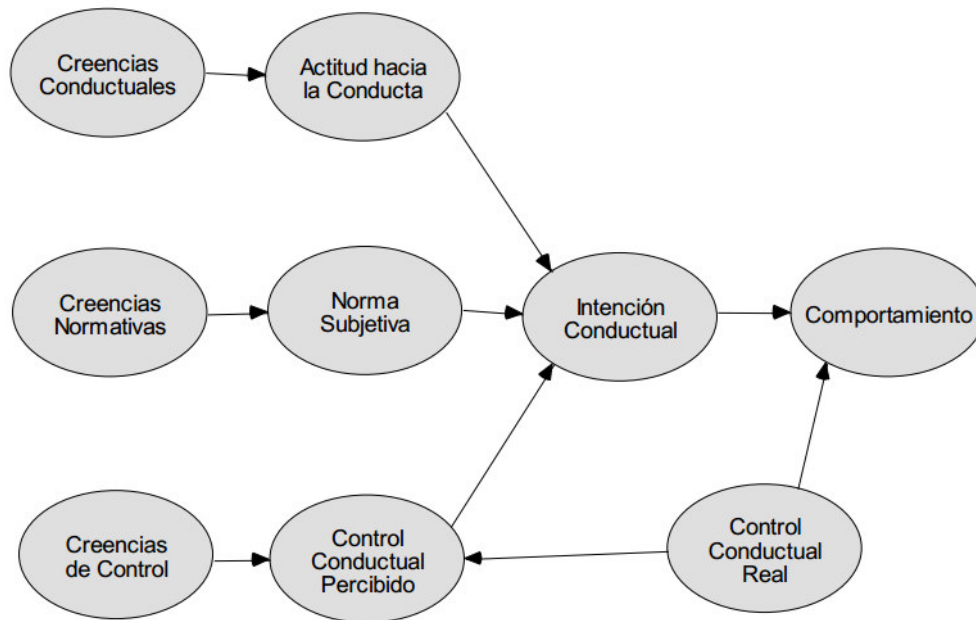 Creencias
Conductuales
Actitud hacia
la Conducta
Creencias
Normativas
Norma
Subjetiva
Intención
Conductual
Comportamiento
Creencias
de Control
Control
Conductual
Percibido
Control
Conductual
Real